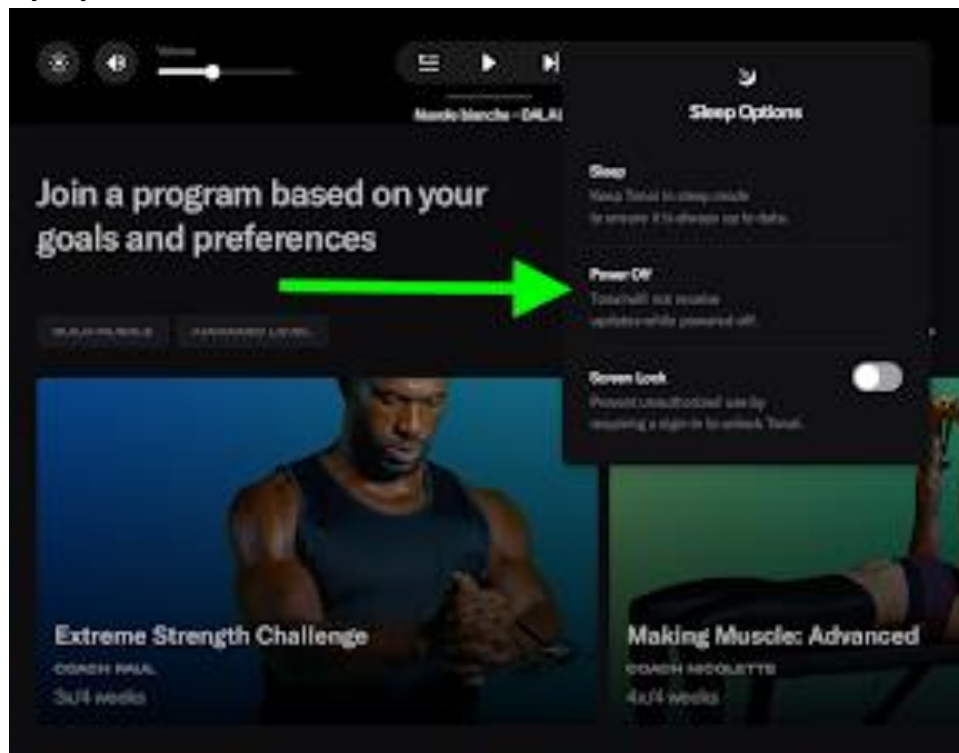 Sleep Options
Sleep
Keep Tonal in sleep mode
to ensure it is always up to date.
Join a program based on your
goals and preferences
Power Off
Tonal will not receive
updates while powered off.
ADVANCED LEVEL
Screen Lock
Prevent unauthorized use by
requiring a sign-in to unlock Tonal.
Extreme Strength Challenge
COACH PAUL
3x/4 weeks
Making Muscle: Advanced
COACH NICOLETTE
4x/4 weeks